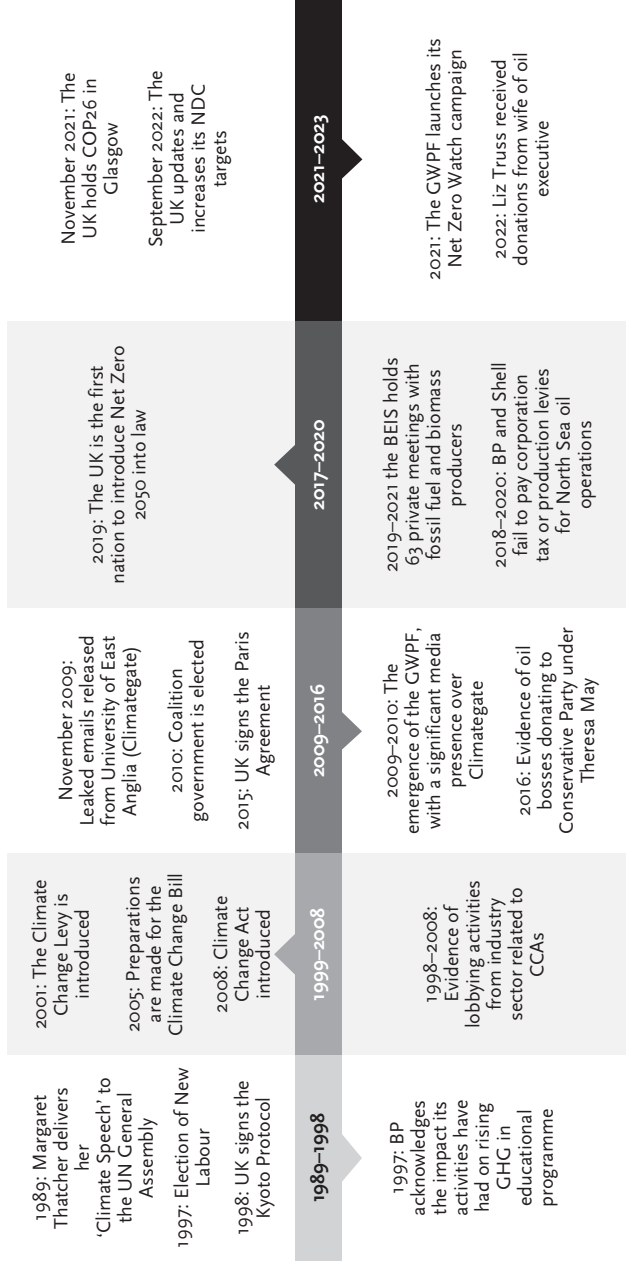 1989: Margaret
Thatcher delivers
her
‘Climate Speech’ to
the UN General
Assembly
1997: Election of New
Labour
1998: UK signs the
Kyoto Protocol
2001: The Climate
Change Levy is
introduced
2005: Preparations
are made for the
Climate Change Bill
2008: Climate
Change Act
introduced
November 2009:
Leaked emails released
from University of East
Anglia (Climategate)
2010: Coalition
government is elected
2015: UK signs the Paris
Agreement
2019: The UK is the first
nation to introduce Net Zero
2050 into law
November 2021: The
UK holds COP26 in
Glasgow
September 2022: The
UK updates and
increases its NDC
targets
1989–1998
1999–2008
2009–2016
2017–2020
2021–2023
1997: BP
acknowledges
the impact its
activities have
had on rising
GHG in
educational
programme
1998–2008:
Evidence of
lobbying activities
from industry
sector related to
CCAs
2009–2010: The
emergence of the GWPF,
with a significant media
presence over
Climategate
2016: Evidence of oil
bosses donating to
Conservative Party under
Theresa May
2019–2021 the BEIS holds
63 private meetings with
fossil fuel and biomass
producers
2018–2020: BP and Shell
fail to pay corporation
tax or production levies
for North Sea oil
operations
2021: The GWPF launches its
Net Zero Watch campaign
2022: Liz Truss received
donations from wife of oil
executive